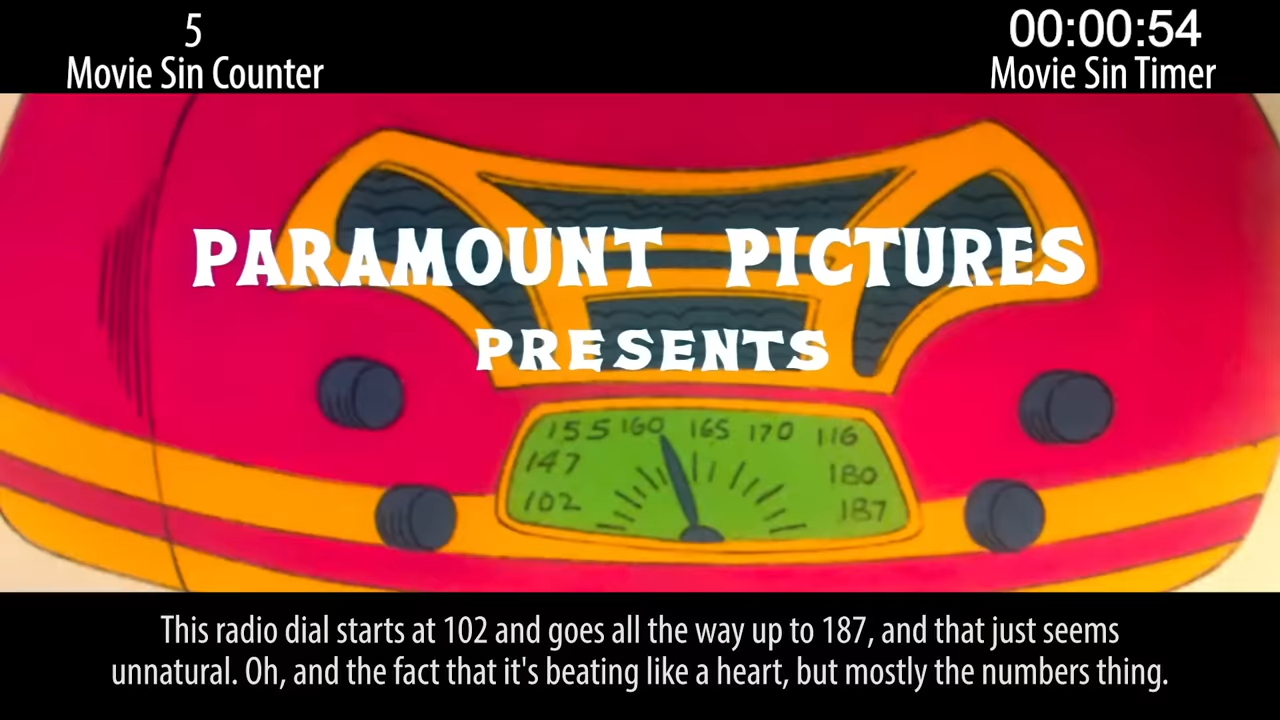 5
Movie Sin Counter
00:00:54
Movie Sin Timer
PARAMOUNT PICTURES
PRESENTS
155 160 165 170 116
147 180
102 187
This radio dial starts at 102 and goes all the way up to 187, and that just seems
unnatural. Oh, and the fact that it's beating like a heart, but mostly the numbers thing.